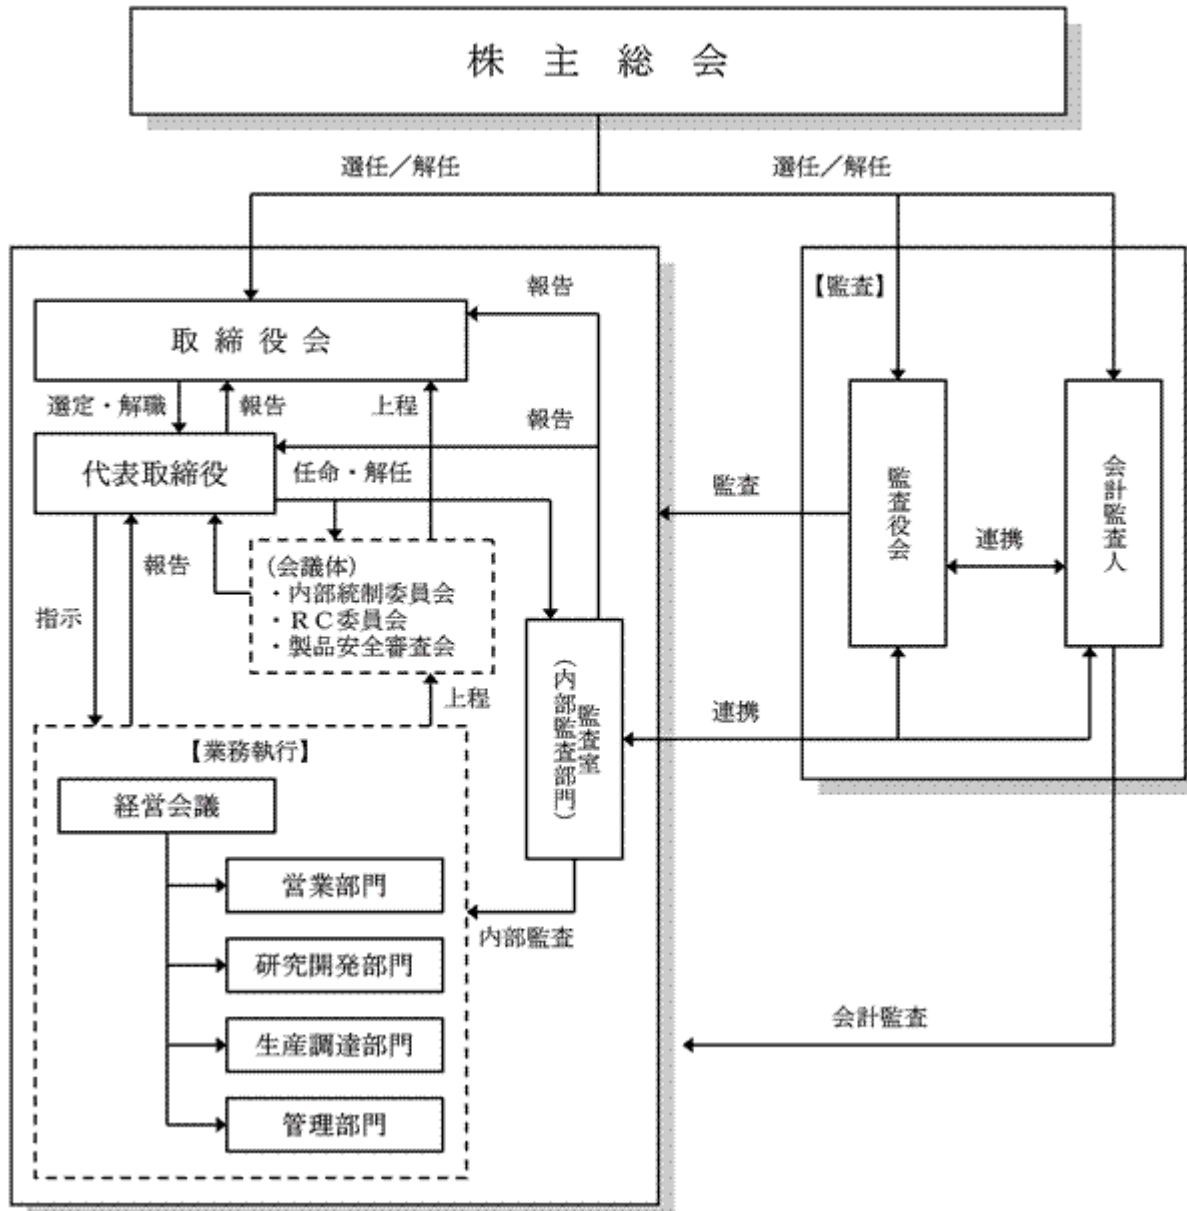 株主総会
選任／解任
選任／解任
報告
【監査】
取締役会
選定・解職
報告
上程
報告
代表取締役
任命・解任
監査
監査役会
会計監査人
連携
報告
(会議体)
・内部統制委員会
・ＲＣ委員会
・製品安全審査会
指示
上程
監査室
(内部監査部門)
連携
【業務執行】
経営会議
営業部門
内部監査
研究開発部門
会計監査
生産調達部門
管理部門